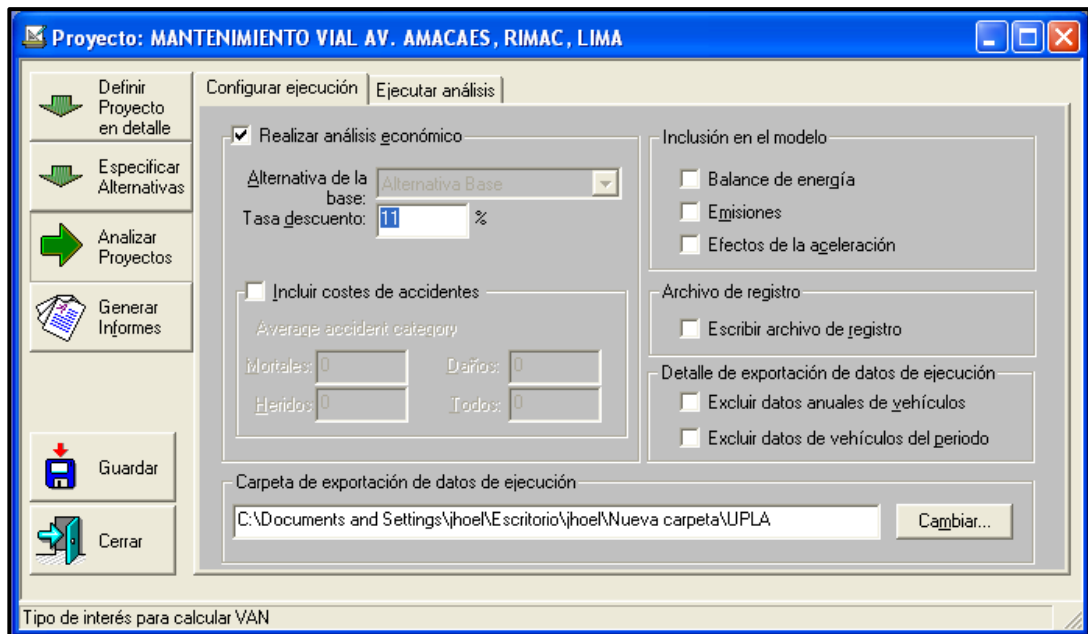 Proyecto: MANTENIMIENTO VIAL AV. AMACAES, RIMAC, LIMA
Definir
Proyecto
en detalle
Especificar
Alternativas
Analizar
Proyectos
Generar
Informes
Guardar
Cerrar
Configurar ejecución
Ejecutar análisis
Realizar análisis económico
Alternativa de la
base:
Alternativa Base
Tasa descuento:
11
%
Incluir costes de accidentes
Average accident category
Mortales:
0
Daños:
0
Heridos
0
Todos:
0
Inclusión en el modelo
Balance de energía
Emisiones
Efectos de la aceleración
Archivo de registro
Escribir archivo de registro
Detalle de exportación de datos de ejecución
Excluir datos anuales de vehículos
Excluir datos de vehículos del periodo
Carpeta de exportación de datos de ejecución
C:\Documents and Settings\jhoel\Escritorio\jhoel\Nueva carpeta\UPLA
Cambiar...
Tipo de interés para calcular VAN